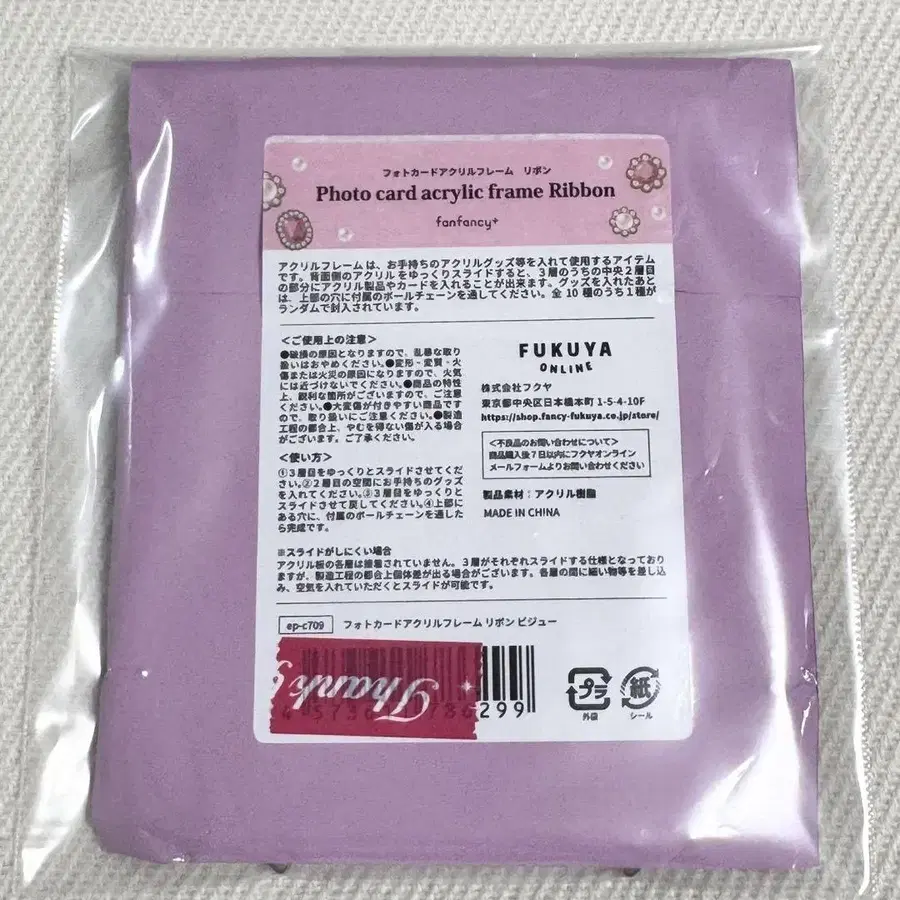 フォトカードアクリルフレーム リボン
Photo card acrylic frame Ribbon
fanfancy+
アクリルフレームは、お手持ちのアクリルグッズ等を入れて使用するアイテム
です。背面側のアクリルをゆっくりスライドすると、3層のうちの中央2層目
の部分にアクリル製品やカードを入れることが出来ます。グッズを入れたあと
は、上部の穴に付属のボールチェーンを通してください。全10種のうち1種が
ランダムで封入されています。
＜ご使用上の注意＞
●破損の原因となりますので、乱暴な取り
扱いはおやめください。●変形・変質・火
傷または火災の原因になりますので、火気
には近づけないでください。●商品の特性
上、鋭利な箇所がございますので、ご注意
ください。●大変傷が付きやすい商品です
ので、取り扱いにご注意ください。●製造
工程の都合上、やむを得ない傷が入る場合
がございます。ご了承ください。
＜使い方＞
①3層目をゆっくりとスライドさせてくだ
さい。②2層目の空間にお手持ちのグッズ
を入れてください。③3層目をゆっくりと
スライドさせて戻してください。④上部に
ある穴に、付属のボールチェーンを通した
ら完成です。
FUKUYA
ONLINE
株式会社フクヤ
東京都中央区日本橋本町1-5-4-10F
https://shop.fancy-fukuya.co.jp/store/
＜不良品のお問い合わせについて＞
商品購入後7日以内にフクヤオンライン
メールフォームよりお問い合わせください
製品素材：アクリル樹脂
MADE IN CHINA
※スライドがしにくい場合
アクリル板の各層は接着されていません。3層がそれぞれスライドする仕様となっており
ますが、製造工程の都合上個体差が出る場合がございます。各層の間に細い物等を差し込
み、空気を入れていただくとスライドが可能です。
ep-c709 フォトカードアクリルフレーム リボン ビジュー
Thank
299
プラ
外袋
紙
シール